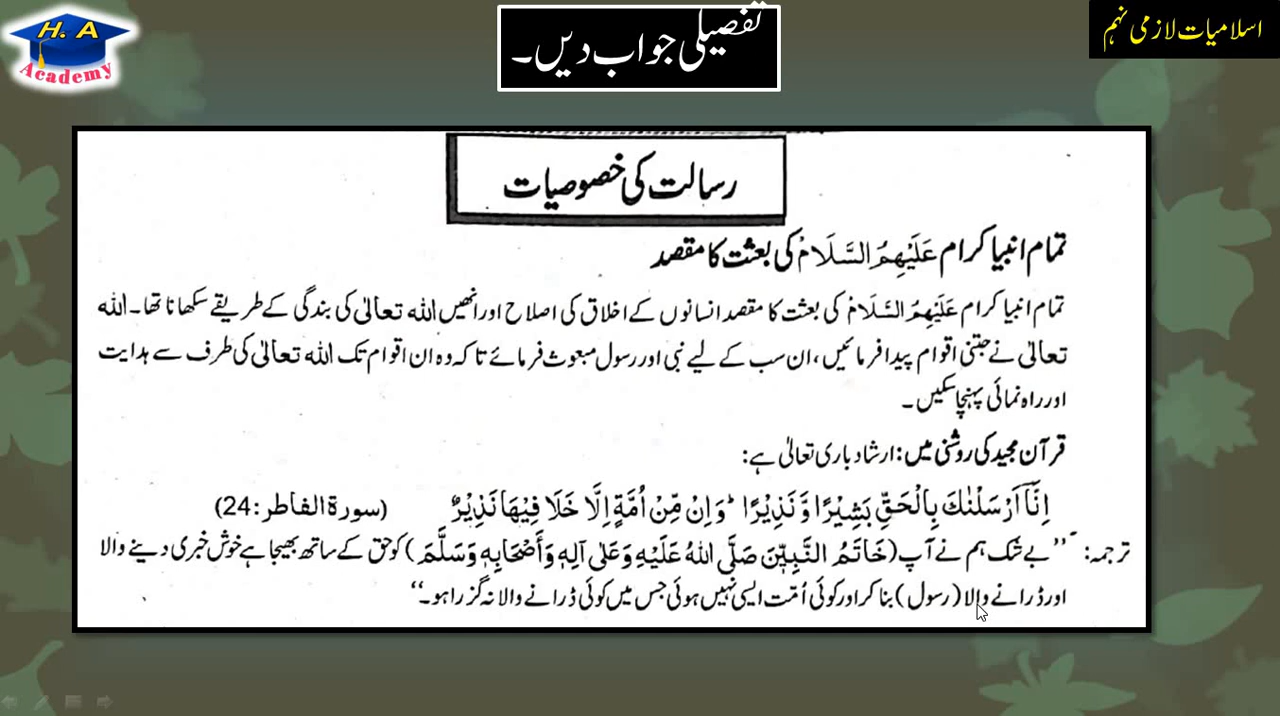 H. A
Academy
تفصیلی جواب دیں۔
اسلامیات لازمی نہم
رسالت کی خصوصیات
تمام انبیا کرام عَلَيْهِمُ السَّلَامُ کی بعثت کا مقصد
تمام انبیا کرام عَلَيْهِمُ السَّلَامُ کی بعثت کا مقصد انسانوں کے اخلاق کی اصلاح اور انھیں اللہ تعالیٰ کی بندگی کے طریقے سکھانا تھا۔ اللہ
تعالیٰ نے جتنی اقوام پیدا فرمائیں، ان سب کے لیے نبی اور رسول مبعوث فرمائے تاکہ وہ ان اقوام تک اللہ تعالیٰ کی طرف سے ہدایت
اور راہ نمائی پہنچا سکیں۔
قرآن مجید کی روشنی میں: ارشاد باری تعالیٰ ہے:
اِنَّآ اَرْسَلْنٰكَ بِالْحَقِّ بَشِيْرًا وَّ نَذِيْرًا ؕ وَ اِنْ مِّنْ اُمَّةٍ اِلَّا خَلَا فِيْهَا نَذِيْرٌ (سورۃ الفاطر:24)
ترجمہ: ”بے شک ہم نے آپ (خَاتَمُ النَّبِيّٖنَ صَلَّى اللهُ عَلَيْهِ وَعَلٰى اٰلِهٖ وَأَصْحَابِهٖ وَسَلَّمَ) کو حق کے ساتھ بھیجا ہے خوش خبری دینے والا
اور ڈرانے والا (رسول) بنا کر اور کوئی اُمّت ایسی نہیں ہوئی جس میں کوئی ڈرانے والا نہ گزرا ہو۔“